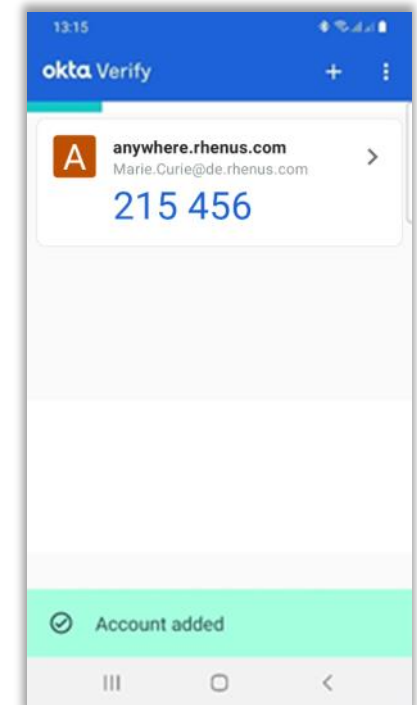 13:15
okta Verify
A
anywhere.rhenus.com
Marie.Curie@de.rhenus.com
215 456
Account added